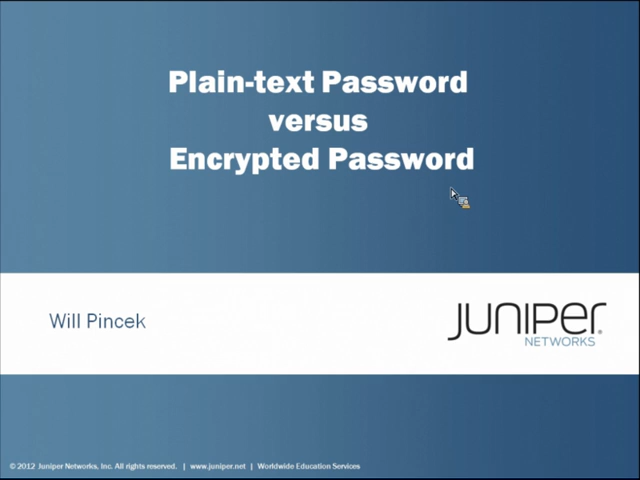 Plain-text Password
versus
Encrypted Password
Will Pincek
JUNIPER
NETWORKS
© 2012 Juniper Networks, Inc. All rights reserved. | www.juniper.net | Worldwide Education Services